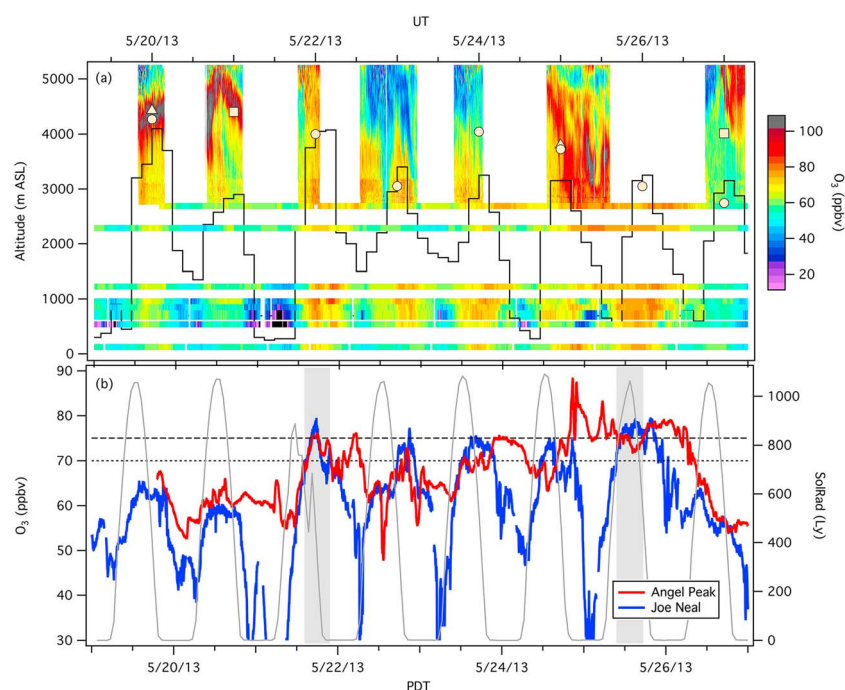 UT
5/20/13 5/22/13 5/24/13 5/26/13
(a)
Altitude (m ASL)
5000
4000
3000
2000
1000
0
100
80
60
40
20
O3 (ppbv)
(b)
O3 (ppbv)
90
80
70
60
50
40
30
1000
800
600
400
200
0
SolRad (Ly)
Angel Peak
Joe Neal
5/20/13 5/22/13 5/24/13 5/26/13
PDT